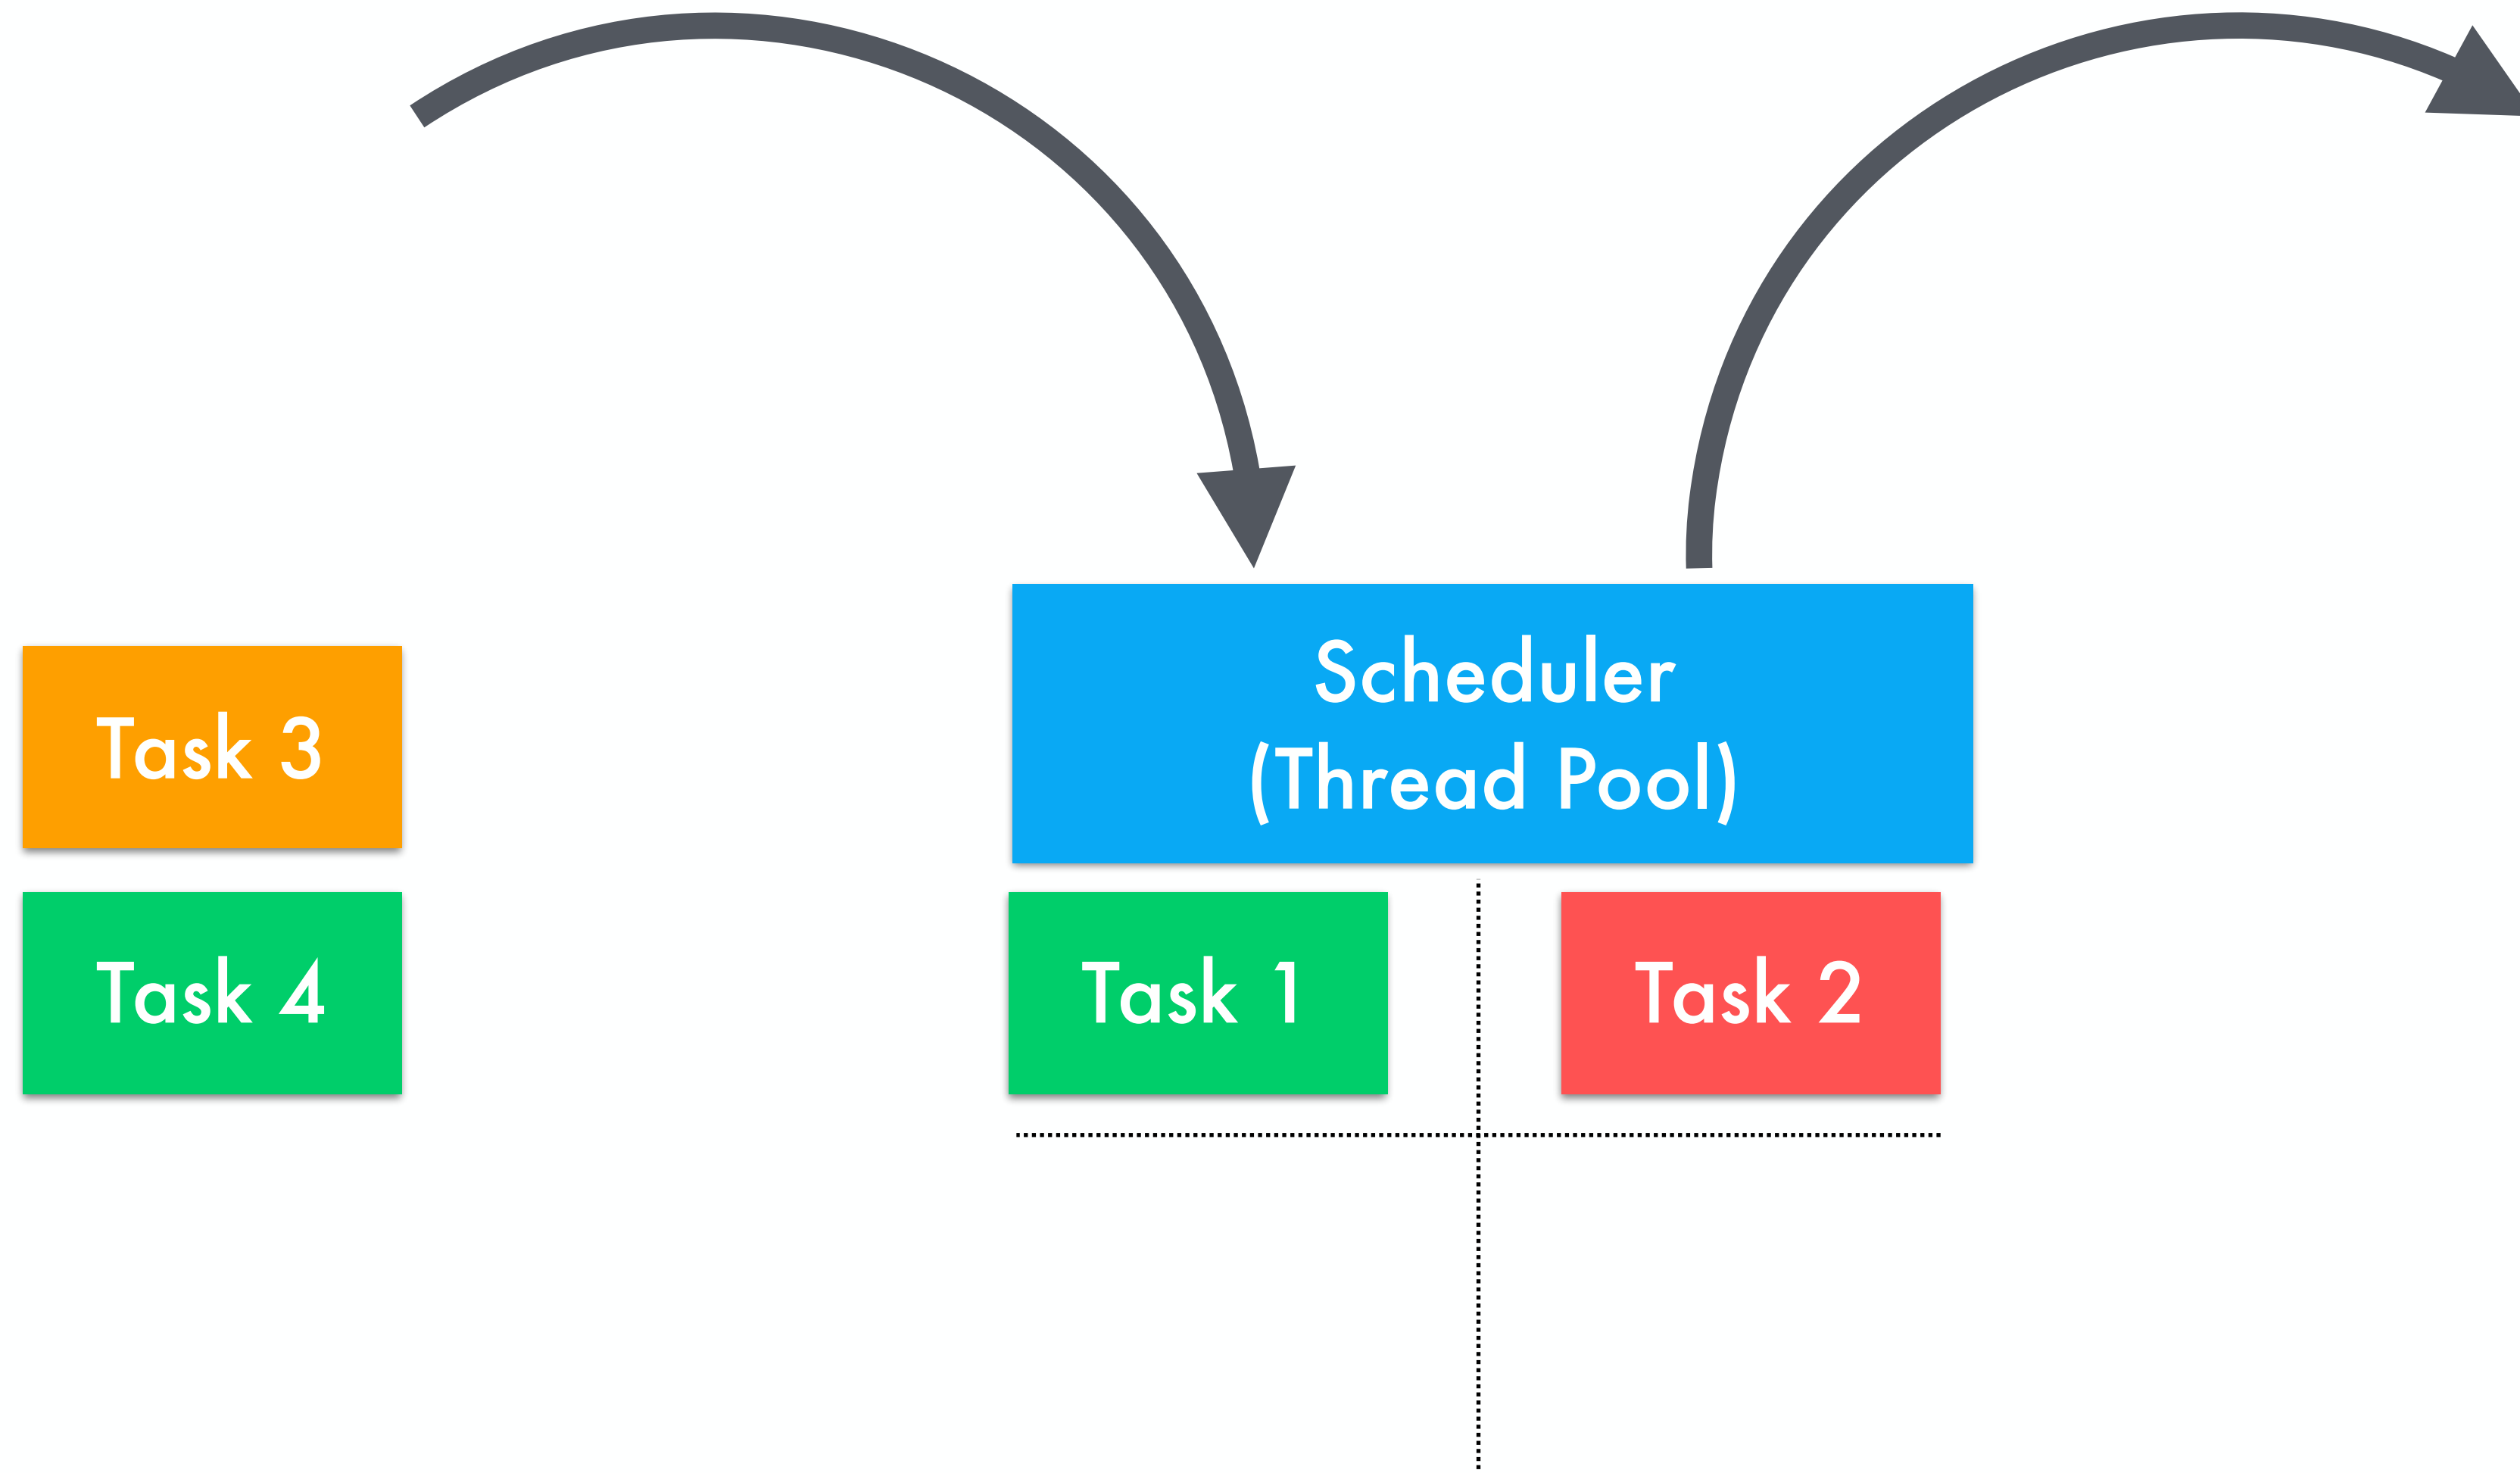 Scheduler
(Thread Pool)
Task 3
Task 4
Task 1
Task 2